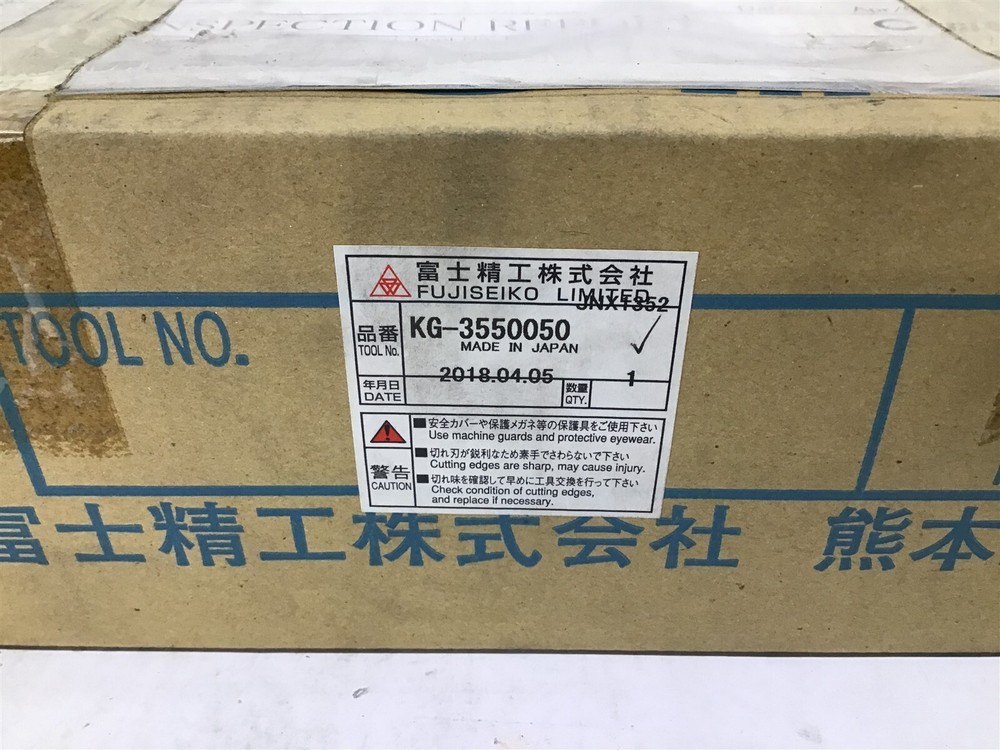 INSPECTION RE
富士精工株式会社
FUJISEIKO LIMITED
JNX1352
品番 KG-3550050
TOOL No. MADE IN JAPAN
年月日 2018.04.05 数量 1
DATE QTY.
■安全カバーや保護メガネ等の保護具をご使用下さい
Use machine guards and protective eyewear.
■切れ刃が鋭利なため素手でさわらないで下さい
Cutting edges are sharp, may cause injury.
警告
CAUTION
■切れ味を確認して早めに工具交換を行って下さい
Check condition of cutting edges,
and replace if necessary.
TOOL NO.
富士精工株式会社 熊本